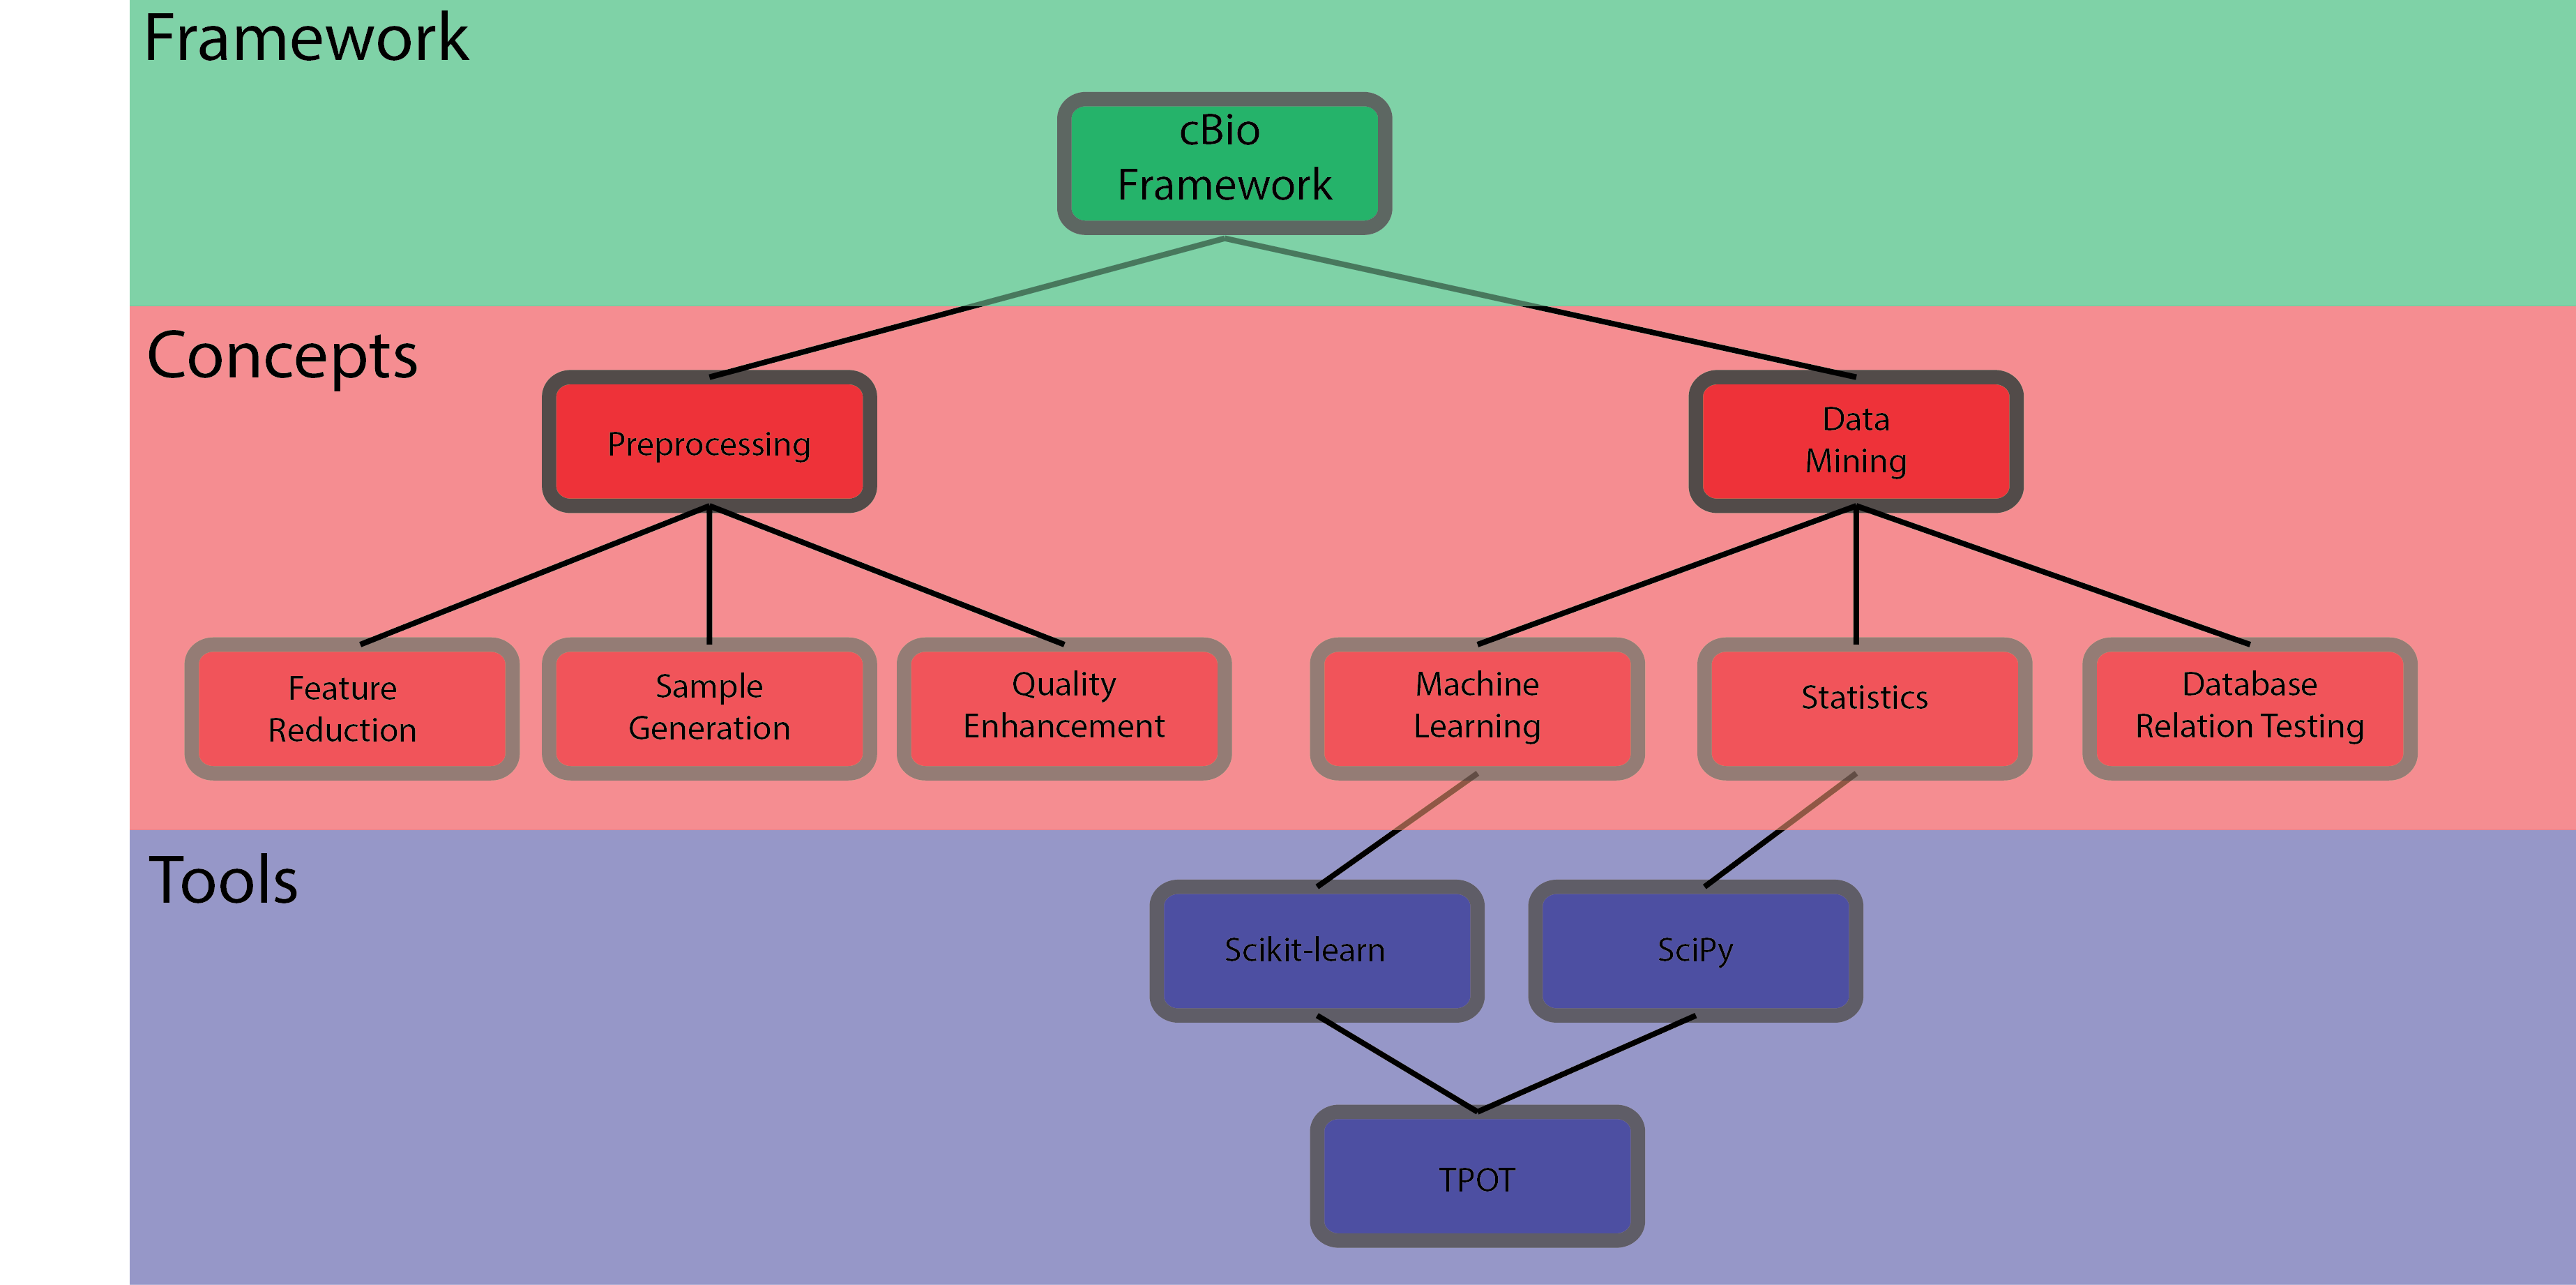 Framework
cBio
Framework
Concepts
Preprocessing
Data
Mining
Feature
Reduction
Sample
Generation
Quality
Enhancement
Machine
Learning
Statistics
Database
Relation Testing
Tools
Scikit-learn
SciPy
TPOT